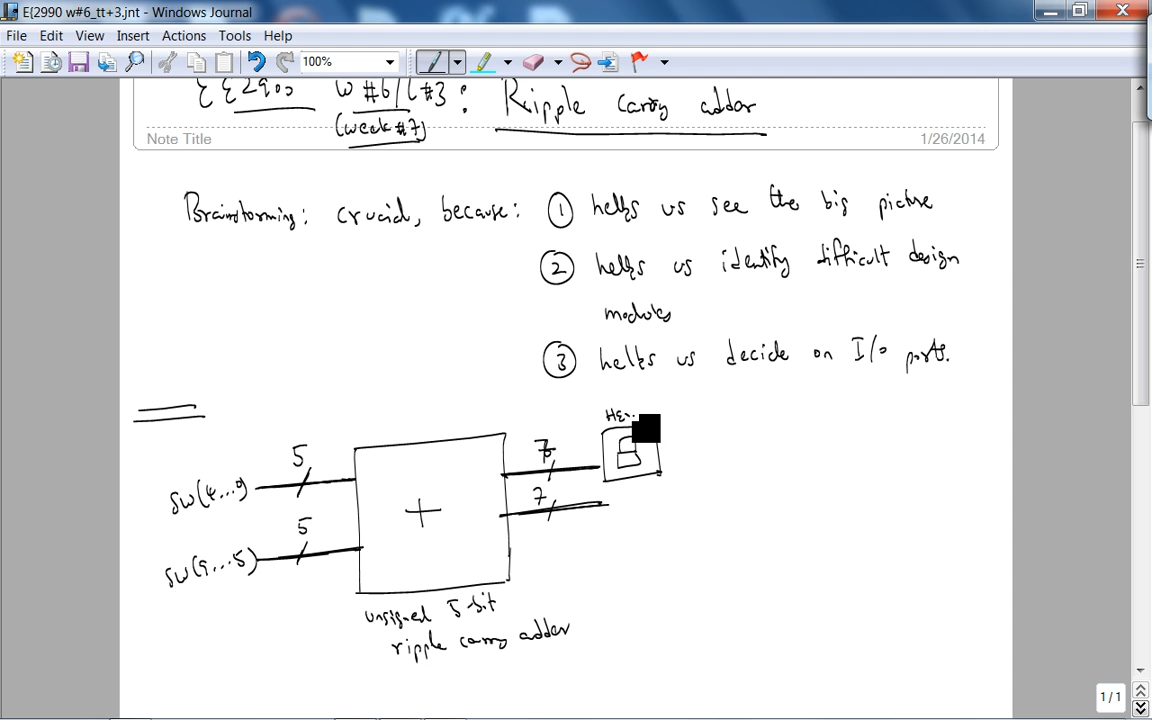 E{2990 w#6_tt+3.jnt - Windows Journal
File Edit View Insert Actions Tools Help
100%
EE2900 w#6/l#3: Ripple carry adder
(week #7)
Note Title 1/26/2014
Brainstorming: crucial, because: ① helps us see the big picture
② helps us identify difficult design
modules
③ helps us decide on I/o ports.
5
7
SW(4...0)
7
5
SW(9...5)
+
unsigned 5-bit
ripple carry adder
1/1